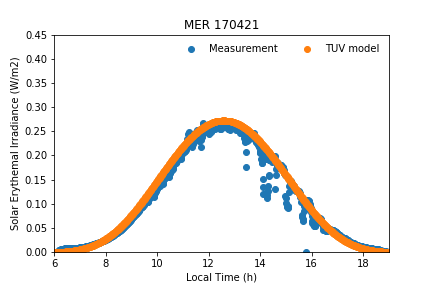 MER 170421
Measurement
TUV model
Solar Erythemal Irradiance (W/m2)
0.45
0.40
0.35
0.30
0.25
0.20
0.15
0.10
0.05
0.00
6 8 10 12 14 16 18
Local Time (h)